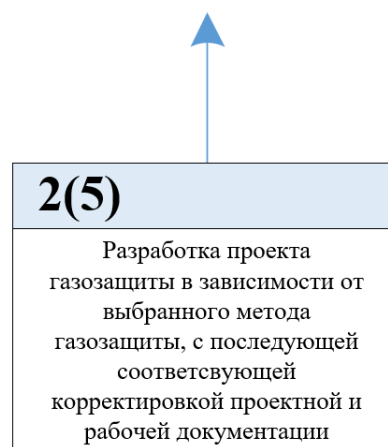 2(5)
Разработка проекта
газозащиты в зависимости от
выбранного метода
газозащиты, с последующей
соответсвующей
корректировкой проектной и
рабочей документации